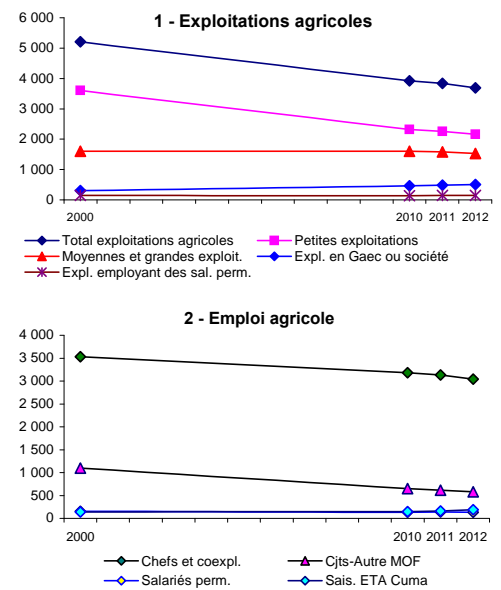 1 - Exploitations agricoles
6 000
5 000
4 000
3 000
2 000
1 000
0
2000 2010 2011 2012
Total exploitations agricoles Petites exploitations
Moyennes et grandes exploit. Expl. en Gaec ou société
Expl. employant des sal. perm.
2 - Emploi agricole
4 000
3 500
3 000
2 500
2 000
1 500
1 000
500
0
2000 2010 2011 2012
Chefs et coexpl. Cjts-Autre MOF
Salariés perm. Sais. ETA Cuma